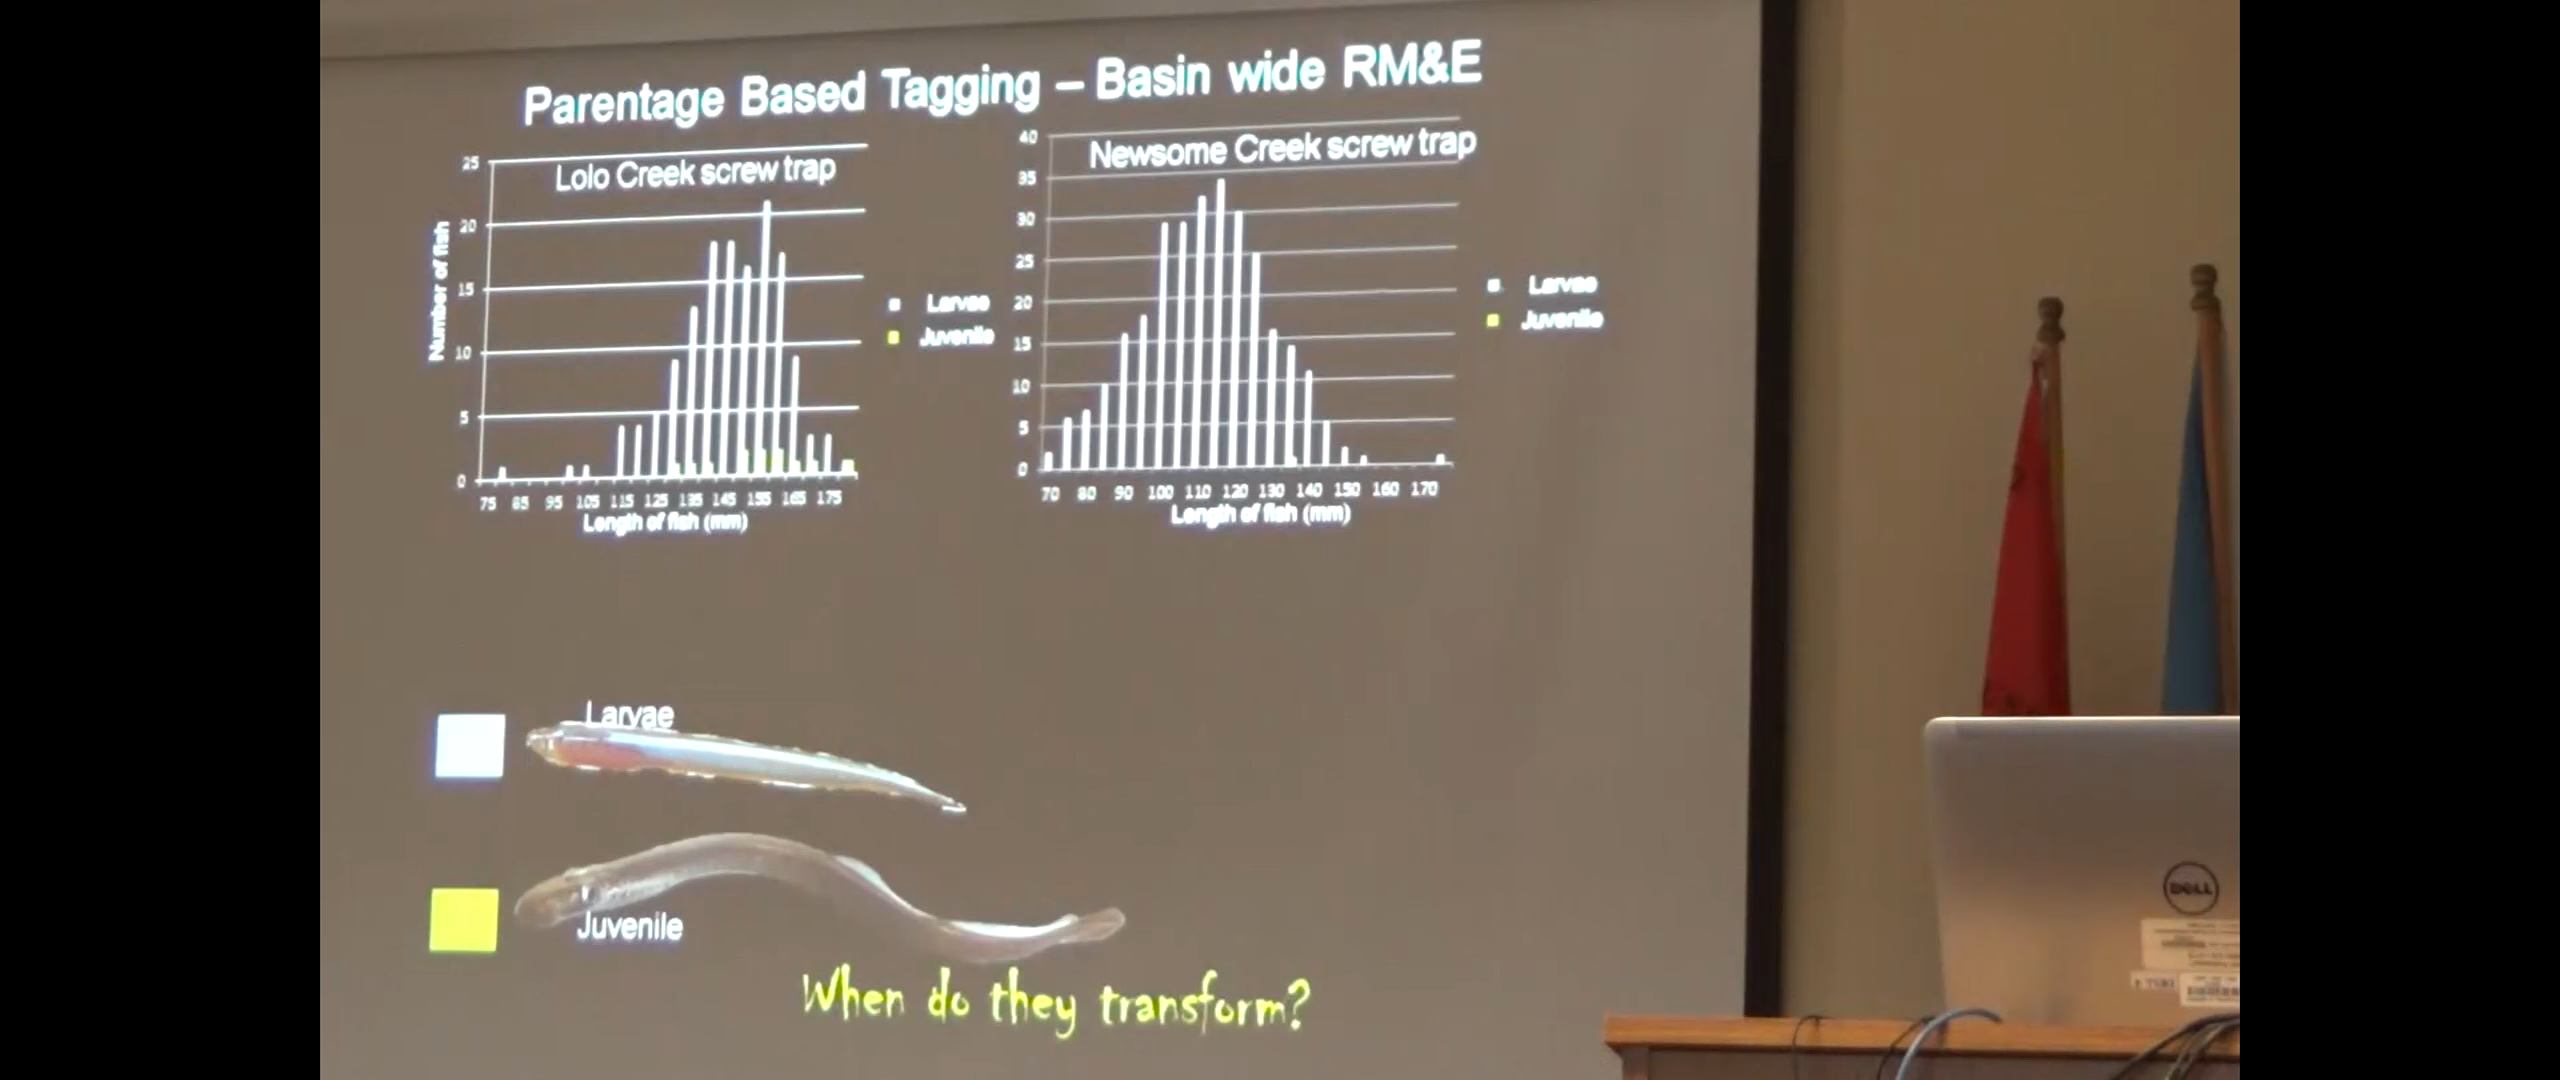 Parentage Based Tagging – Basin wide RM&E
Lolo Creek screw trap
25
20
15
10
5
0
Number of fish
75 85 95 105 115 125 135 145 155 165 175
Length of fish (mm)
Larvae
Juvenile
Newsome Creek screw trap
40
35
30
25
20
15
10
5
0
70 80 90 100 110 120 130 140 150 160 170
Length of fish (mm)
Larvae
Juvenile
Larvae
Juvenile
When do they transform?
DELL